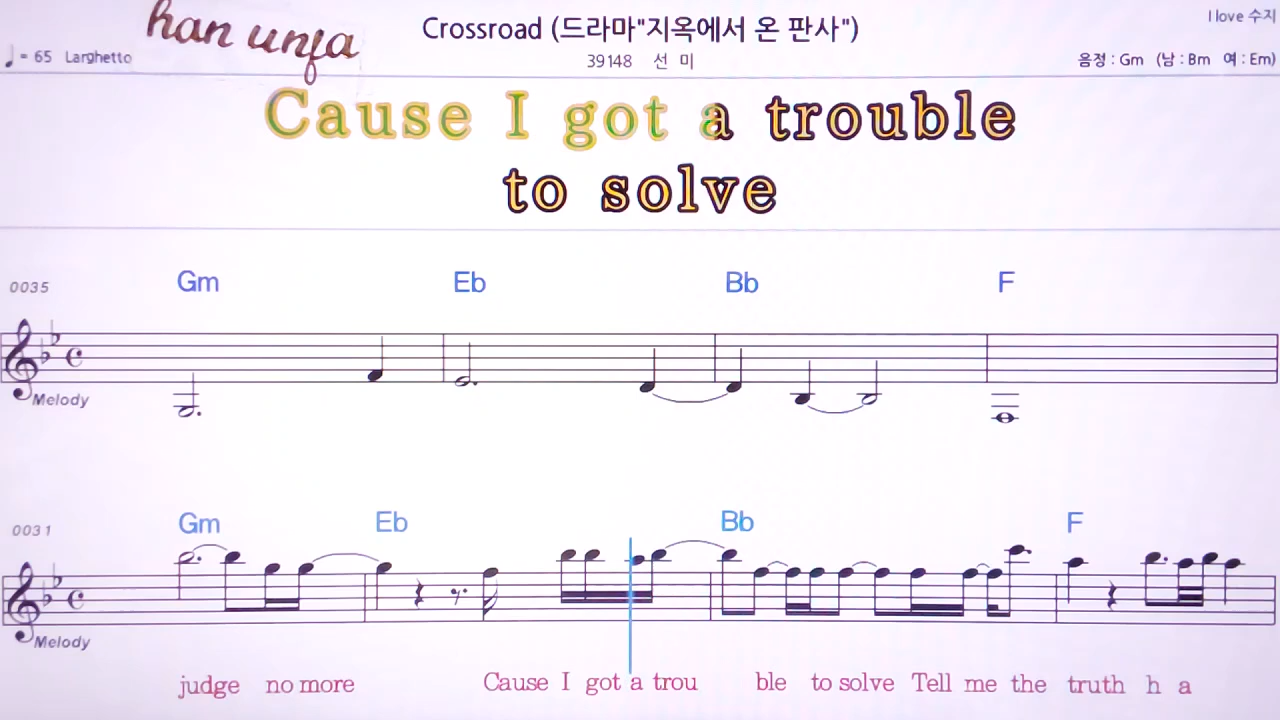 han unja
Crossroad (드라마"지옥에서 온 판사")
I love 수지
♩= 65 Larghetto
39148 선 미
음정 : Gm (남 : Bm 여 : Em)
Cause I got a trouble
to solve
0035 Gm Eb Bb F
Melody
0031 Gm Eb Bb F
Melody
judge no more Cause I got a trou ble to solve Tell me the truth h a